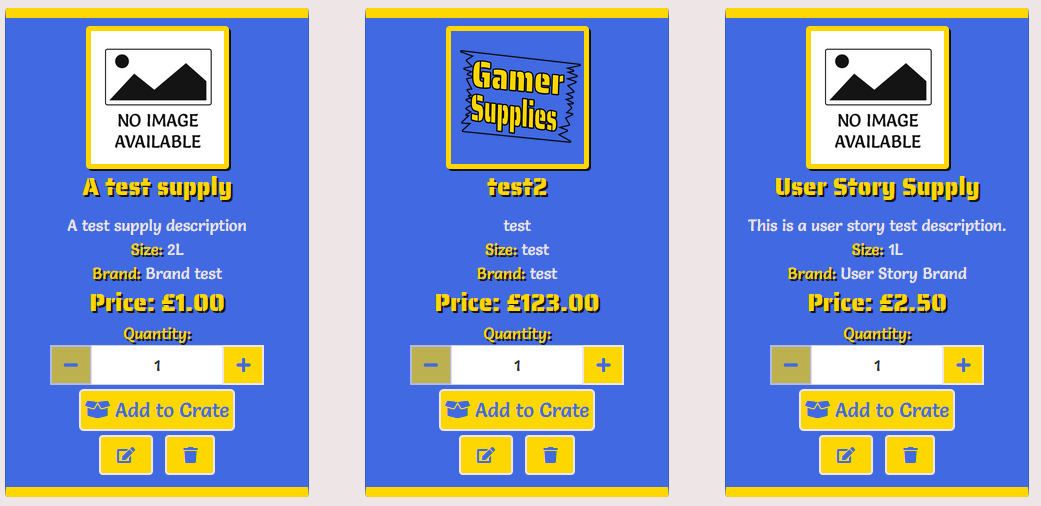 NO IMAGE
AVAILABLE
A test supply
A test supply description
Size: 2L
Brand: Brand test
Price: £1.00
Quantity:
1
Add to Crate
Gamer
Supplies
test2
test
Size: test
Brand: test
Price: £123.00
Quantity:
1
Add to Crate
NO IMAGE
AVAILABLE
User Story Supply
This is a user story test description.
Size: 1L
Brand: User Story Brand
Price: £2.50
Quantity:
1
Add to Crate